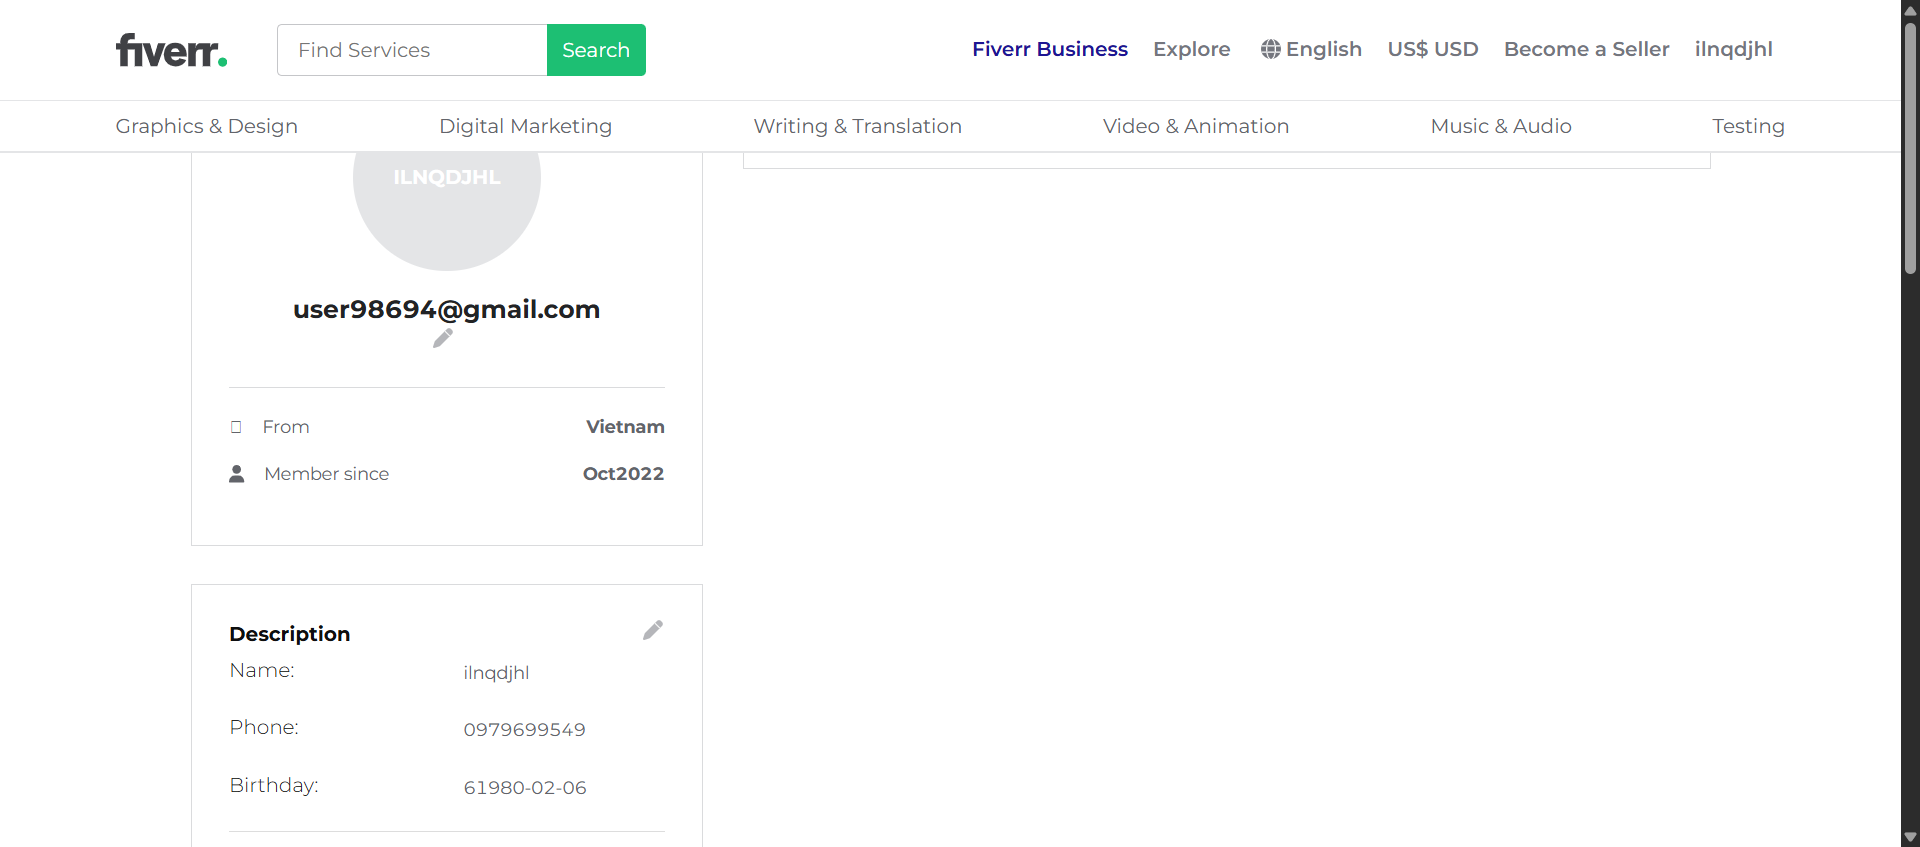 fiverr.
Find Services
Search
Fiverr Business
Explore
English
US$ USD
Become a Seller
ilnqdjhl
Graphics & Design
Digital Marketing
Writing & Translation
Video & Animation
Music & Audio
Testing
ILNQDJHL
user98694@gmail.com
From Vietnam
Member since Oct2022
Description
Name: ilnqdjhl
Phone: 0979699549
Birthday: 61980-02-06